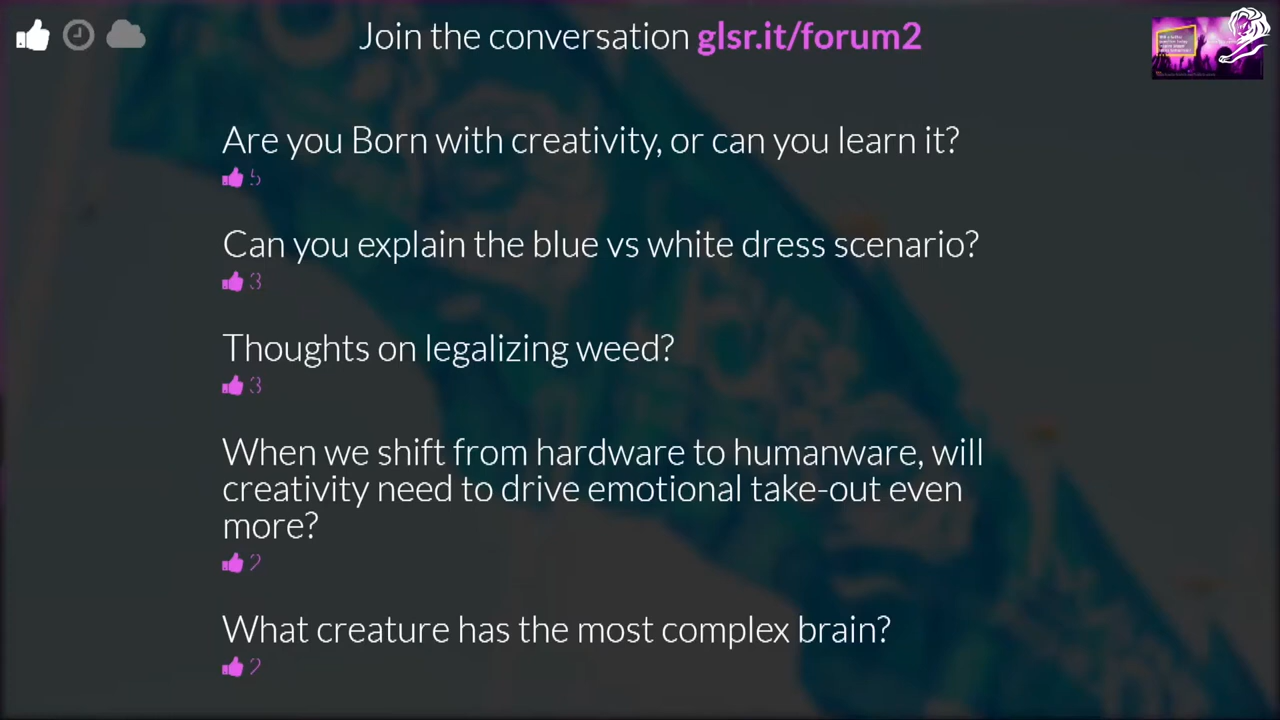 Join the conversation glsr.it/forum2
Are you Born with creativity, or can you learn it?
5
Can you explain the blue vs white dress scenario?
3
Thoughts on legalizing weed?
3
When we shift from hardware to humanware, will
creativity need to drive emotional take-out even
more?
2
What creature has the most complex brain?
2